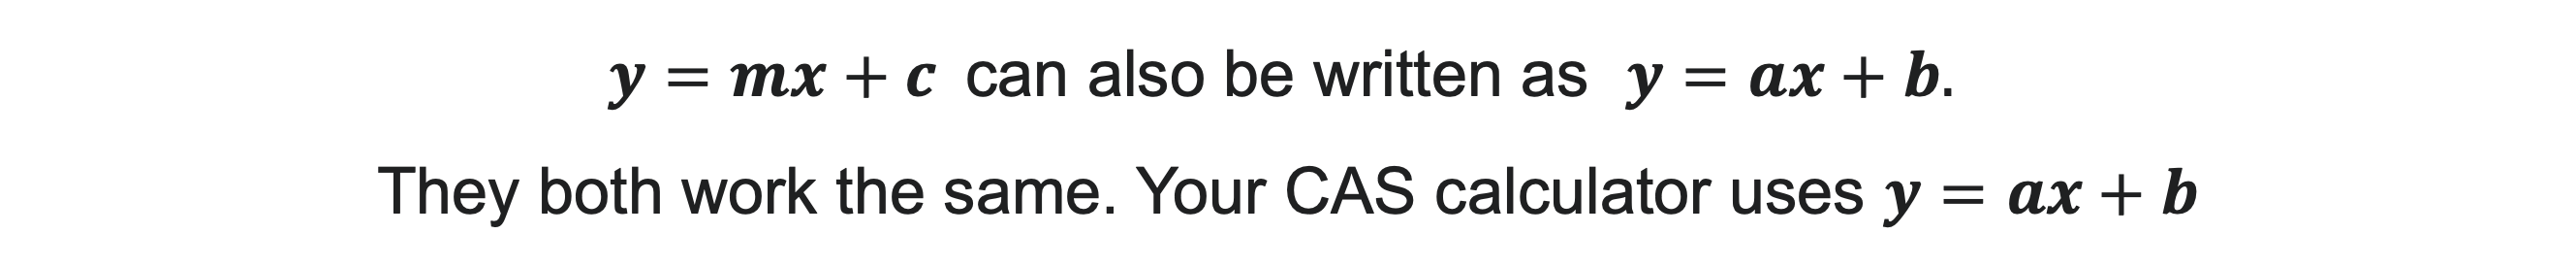 y = mx + c can also be written as y = ax + b.
They both work the same. Your CAS calculator uses y = ax + b